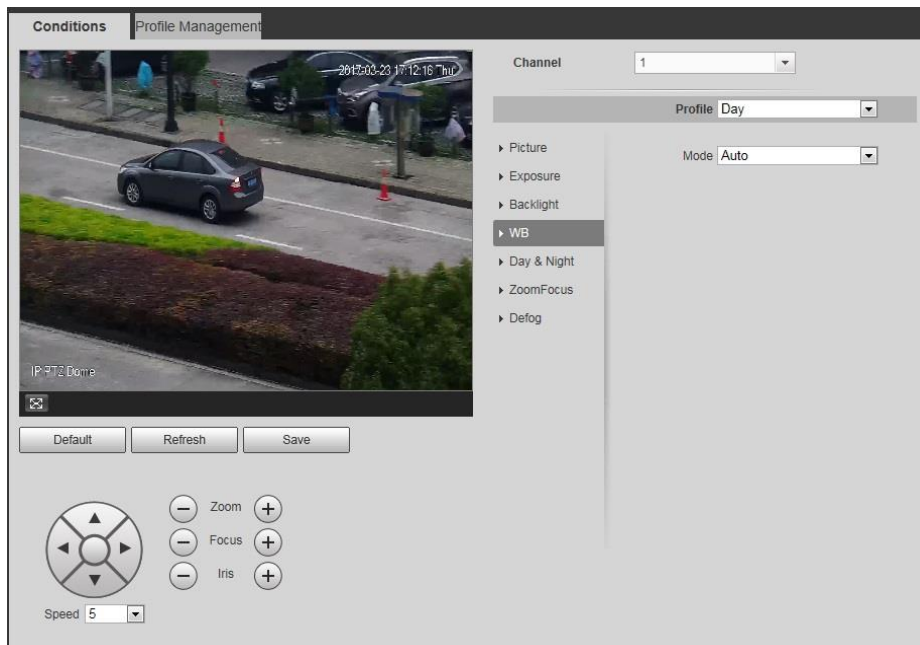 Conditions
Profile Management
2017-03-23 17:12:16 Thu
IP PTZ Dome
Default
Refresh
Save
Zoom
Focus
Iris
Speed 5
Channel 1
Profile Day
Picture
Exposure
Backlight
WB
Day & Night
ZoomFocus
Defog
Mode Auto